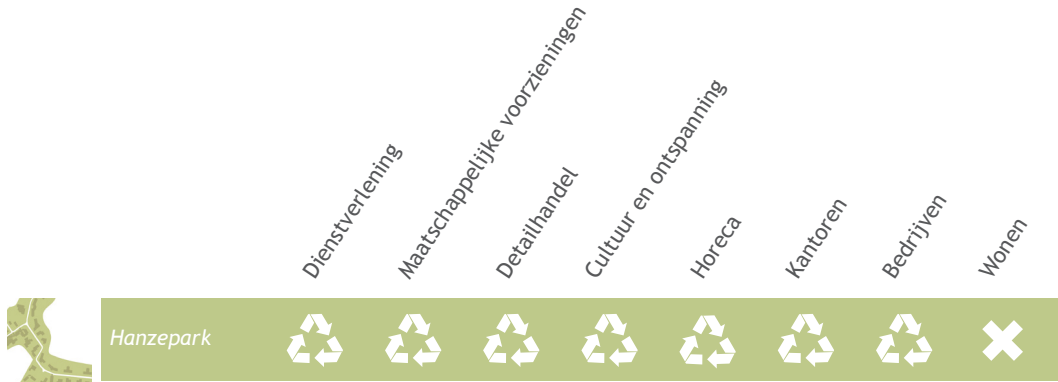 Dienstverlening
Maatschappelijke voorzieningen
Detailhandel
Cultuur en ontspanning
Horeca
Kantoren
Bedrijven
Wonen
Hanzepark